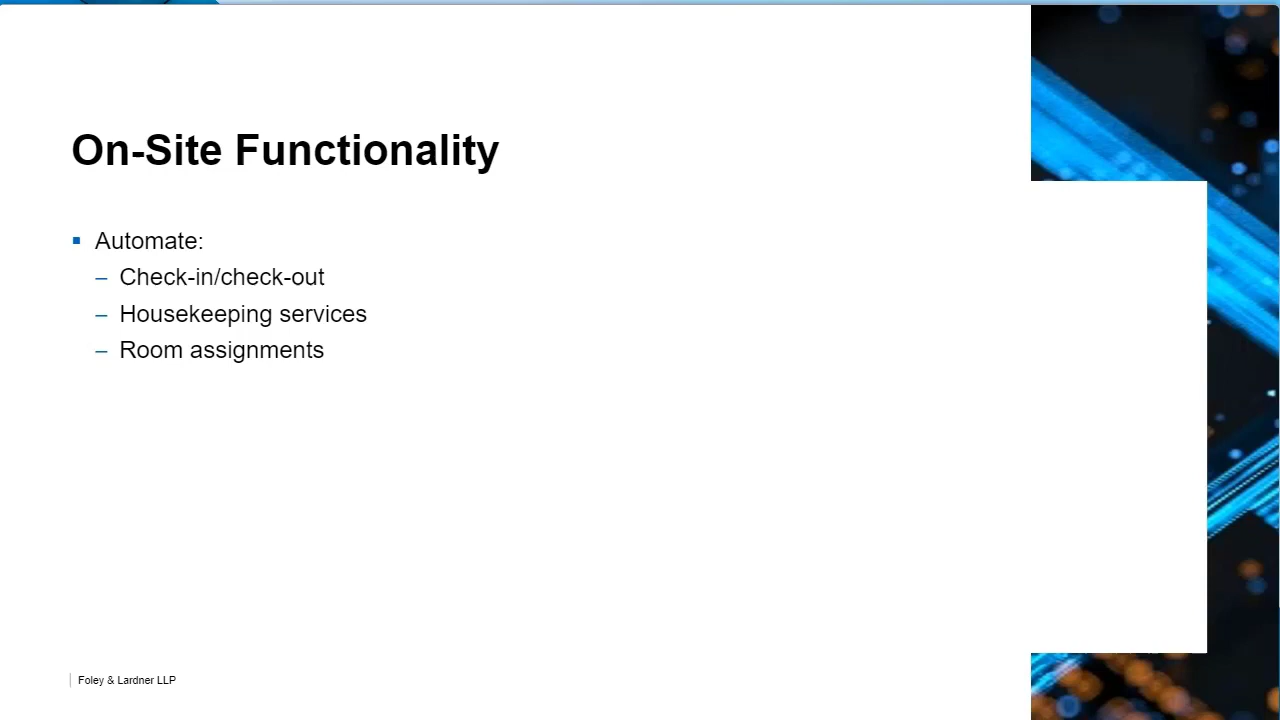 On-Site Functionality
▪ Automate:
– Check-in/check-out
– Housekeeping services
– Room assignments
Foley & Lardner LLP